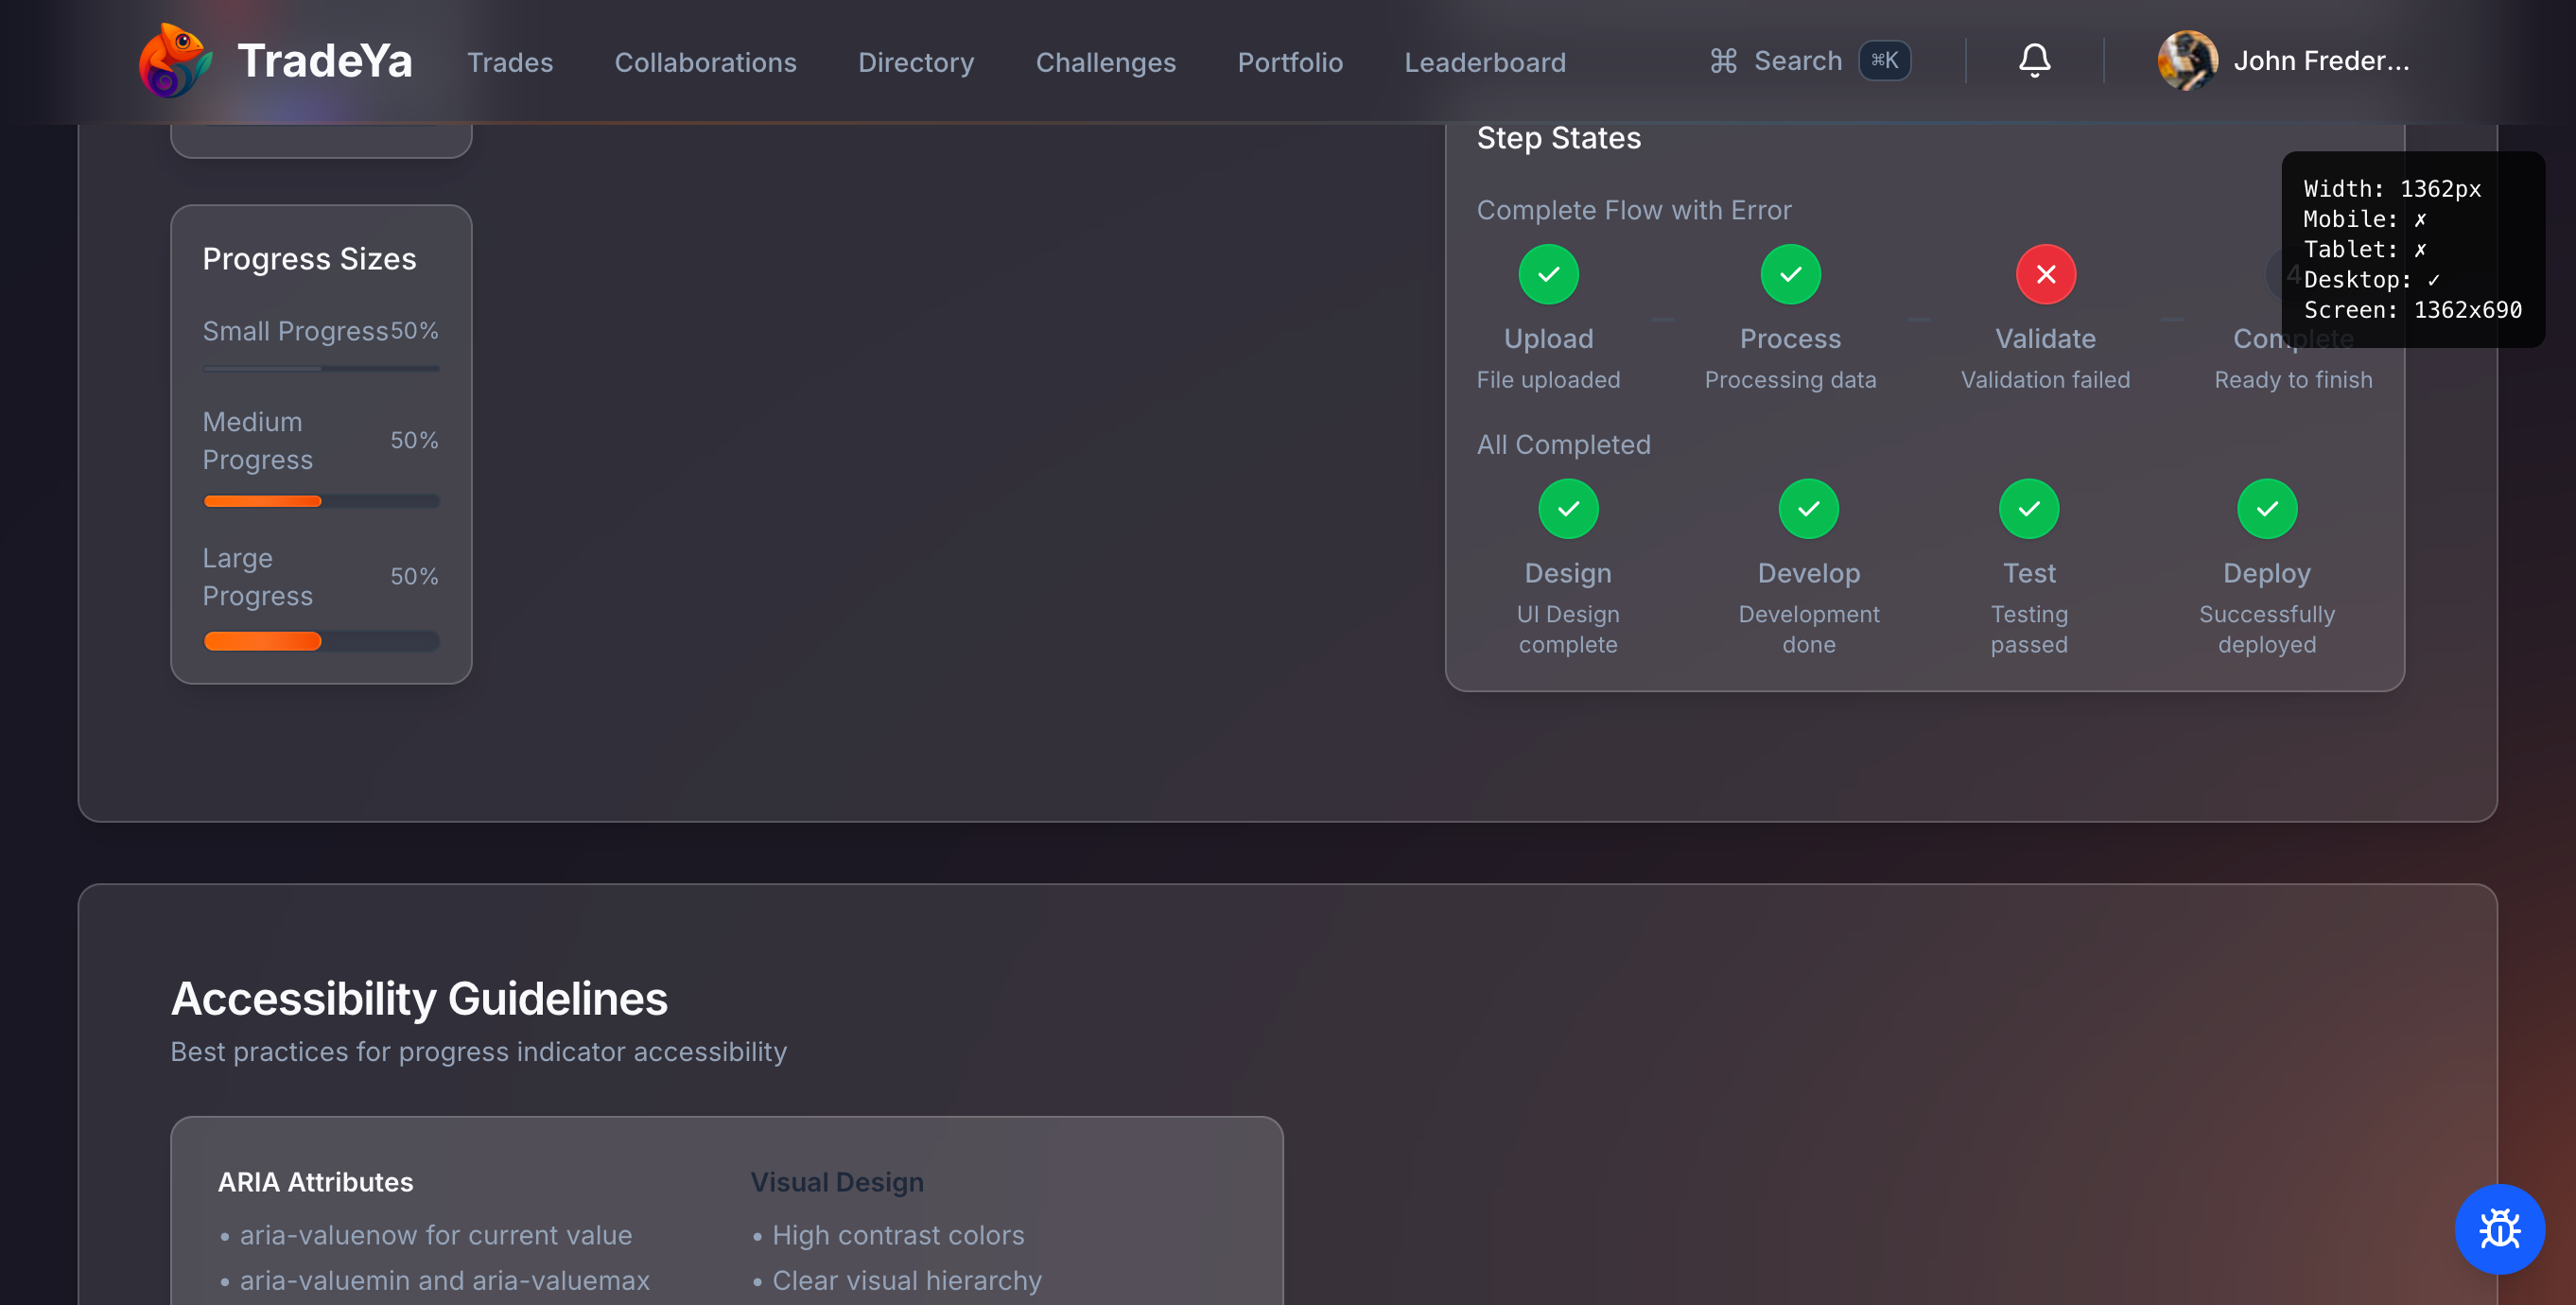 TradeYa
Trades
Collaborations
Directory
Challenges
Portfolio
Leaderboard
⌘ Search ⌘K
John Freder...
Progress Sizes
Small Progress 50%
Medium
Progress
50%
Large
Progress
50%
Step States
Complete Flow with Error
Upload
File uploaded
Process
Processing data
Validate
Validation failed
4
Complete
Ready to finish
All Completed
Design
UI Design
complete
Develop
Development
done
Test
Testing
passed
Deploy
Successfully
deployed
Width: 1362px
Mobile: ✗
Tablet: ✗
Desktop: ✓
Screen: 1362x690
Accessibility Guidelines
Best practices for progress indicator accessibility
ARIA Attributes
• aria-valuenow for current value
• aria-valuemin and aria-valuemax
Visual Design
• High contrast colors
• Clear visual hierarchy